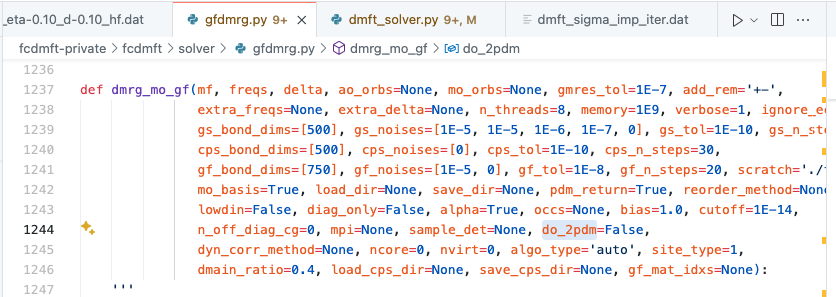 _eta-0.10_d-0.10_hf.dat gfdmrg.py 9+ × dmft_solver.py 9+, M dmft_sigma_imp_iter.dat
fcdmft-private > fcdmft > solver > gfdmrg.py > dmrg_mo_gf > do_2pdm
1236
1237 def dmrg_mo_gf(mf, freqs, delta, ao_orbs=None, mo_orbs=None, gmres_tol=1E-7, add_rem='+-',
1238 extra_freqs=None, extra_delta=None, n_threads=8, memory=1E9, verbose=1, ignore_ec
1239 gs_bond_dims=[500], gs_noises=[1E-5, 1E-5, 1E-6, 1E-7, 0], gs_tol=1E-10, gs_n_st
1240 cps_bond_dims=[500], cps_noises=[0], cps_tol=1E-10, cps_n_steps=30,
1241 gf_bond_dims=[750], gf_noises=[1E-5, 0], gf_tol=1E-8, gf_n_steps=20, scratch='./
1242 mo_basis=True, load_dir=None, save_dir=None, pdm_return=True, reorder_method=None
1243 lowdin=False, diag_only=False, alpha=True, occs=None, bias=1.0, cutoff=1E-14,
1244 n_off_diag_cg=0, mpi=None, sample_det=None, do_2pdm=False,
1245 dyn_corr_method=None, ncore=0, nvirt=0, algo_type='auto', site_type=1,
1246 dmain_ratio=0.4, load_cps_dir=None, save_cps_dir=None, gf_mat_idxs=None):
1247 '''